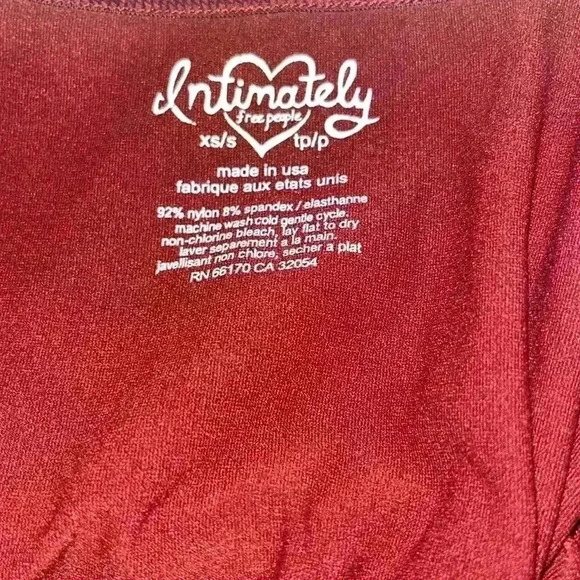 Intimately
free people
xs/s tp/p
made in usa
fabrique aux etats unis
92% nylon 8% spandex / elasthanne
machine wash cold gentle cycle.
non-chlorine bleach, lay flat to dry
laver separement a la main.
javellisant non chlore, secher a plat
RN 66170 CA 32054